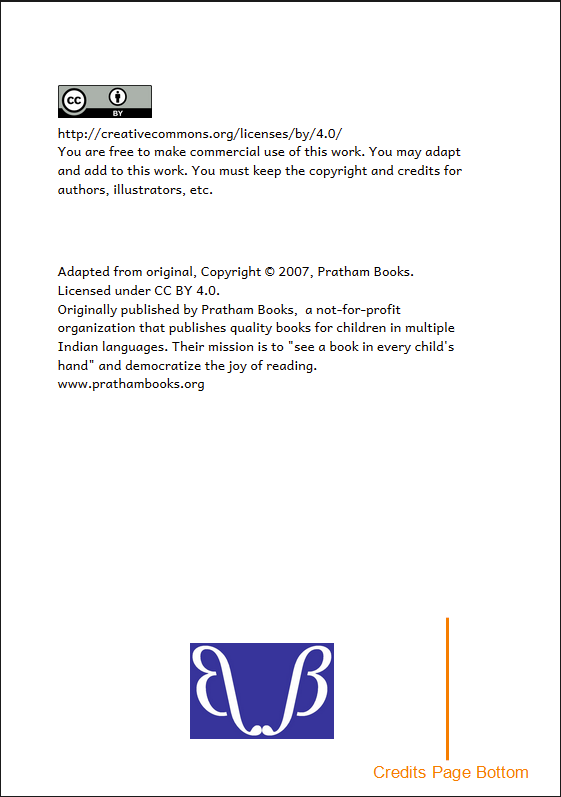 cc
BY
http://creativecommons.org/licenses/by/4.0/
You are free to make commercial use of this work. You may adapt
and add to this work. You must keep the copyright and credits for
authors, illustrators, etc.
Adapted from original, Copyright © 2007, Pratham Books.
Licensed under CC BY 4.0.
Originally published by Pratham Books,  a not-for-profit
organization that publishes quality books for children in multiple
Indian languages. Their mission is to "see a book in every child's
hand" and democratize the joy of reading.
www.prathambooks.org
Credits Page Bottom